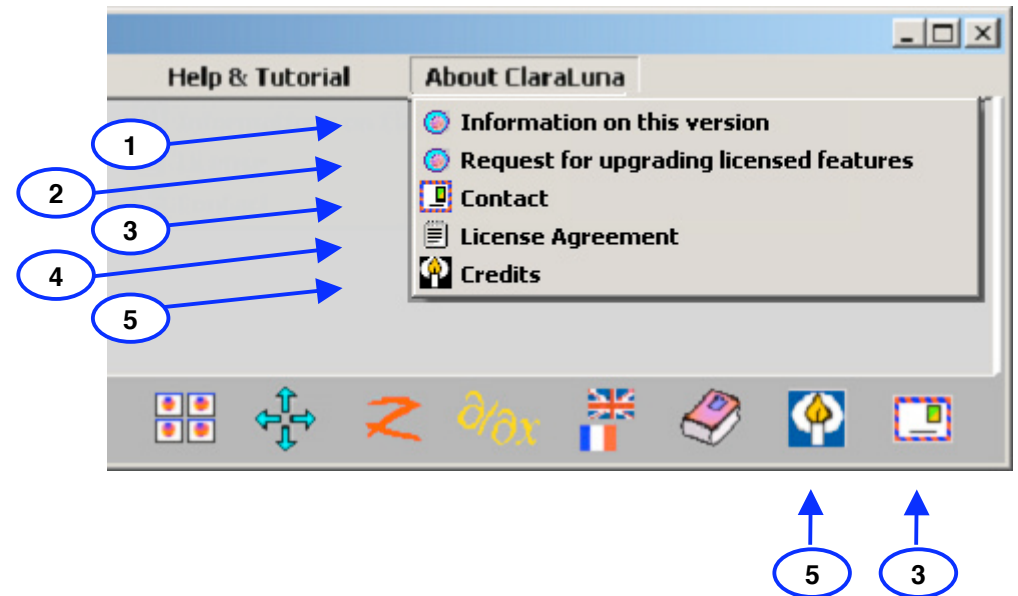 Help & Tutorial About ClaraLuna
1 Information on this version
2 Request for upgrading licensed features
3 Contact
4 License Agreement
5 Credits
Z ∂/∂x
5 3